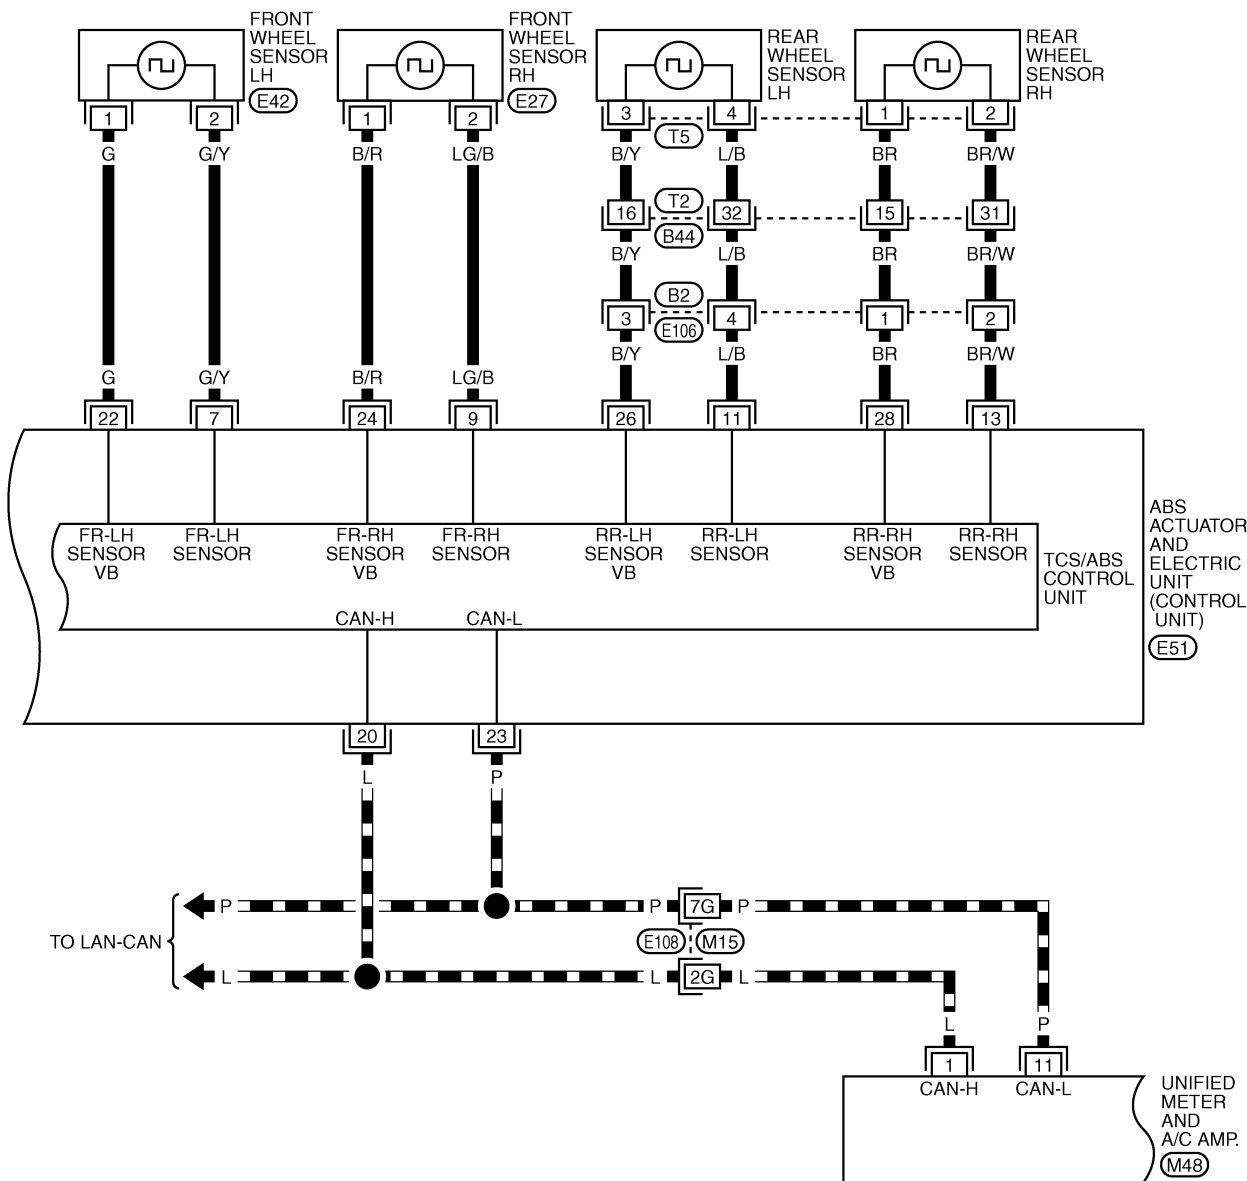 FRONT
WHEEL
SENSOR
LH
E42
FRONT
WHEEL
SENSOR
RH
E27
REAR
WHEEL
SENSOR
LH
REAR
WHEEL
SENSOR
RH
1 2 1 2 3 4 1 2
T5
G G/Y B/R LG/B B/Y L/B BR BR/W
T2
16 32 15 31
B44
B/Y L/B BR BR/W
B2
3 4 1 2
E106
B/Y L/B BR BR/W
G G/Y B/R LG/B
22 7 24 9 26 11 28 13
FR-LH
SENSOR
VB
FR-LH
SENSOR
FR-RH
SENSOR
VB
FR-RH
SENSOR
RR-LH
SENSOR
VB
RR-LH
SENSOR
RR-RH
SENSOR
VB
RR-RH
SENSOR
TCS/ABS
CONTROL
UNIT
ABS
ACTUATOR
AND
ELECTRIC
UNIT
(CONTROL
UNIT)
E51
CAN-H CAN-L
20 23
L P
P P 7G P
TO LAN-CAN
E108 M15
L L 2G L
L P
1 11
CAN-H CAN-L
UNIFIED
METER
AND
A/C AMP.
M48